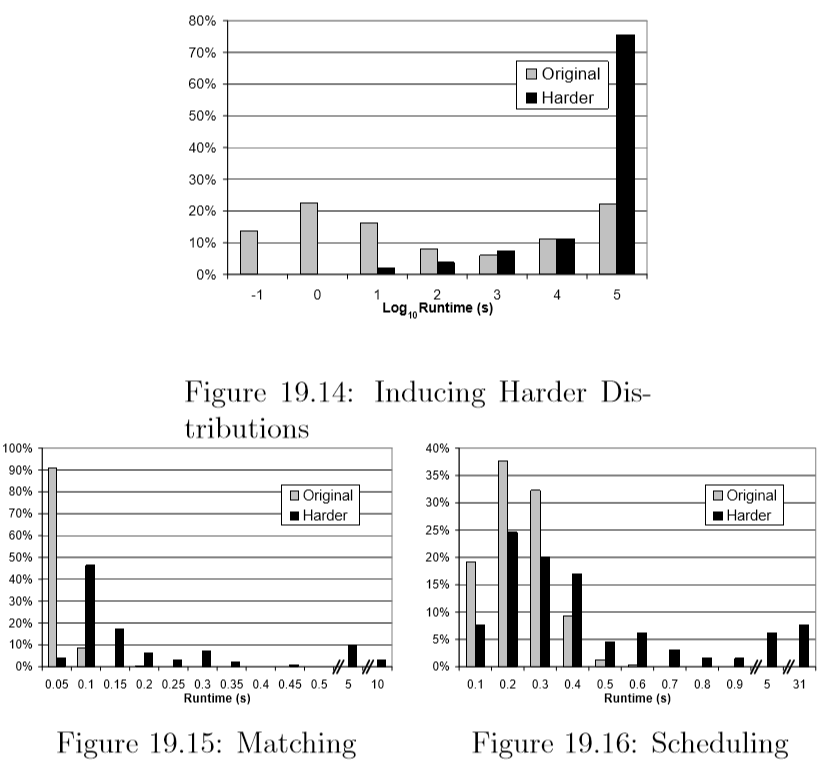 80%
70%
60%
50%
40%
30%
20%
10%
0%
Original
Harder
-1 0 1 2 3 4 5
Log10Runtime (s)
Figure 19.14: Inducing Harder Dis-
tributions
100%
90%
80%
70%
60%
50%
40%
30%
20%
10%
0%
Original
Harder
0.05 0.1 0.15 0.2 0.25 0.3 0.35 0.4 0.45 0.5 5 10
Runtime (s)
Figure 19.15: Matching
40%
35%
30%
25%
20%
15%
10%
5%
0%
Original
Harder
0.1 0.2 0.3 0.4 0.5 0.6 0.7 0.8 0.9 5 31
Runtime (s)
Figure 19.16: Scheduling